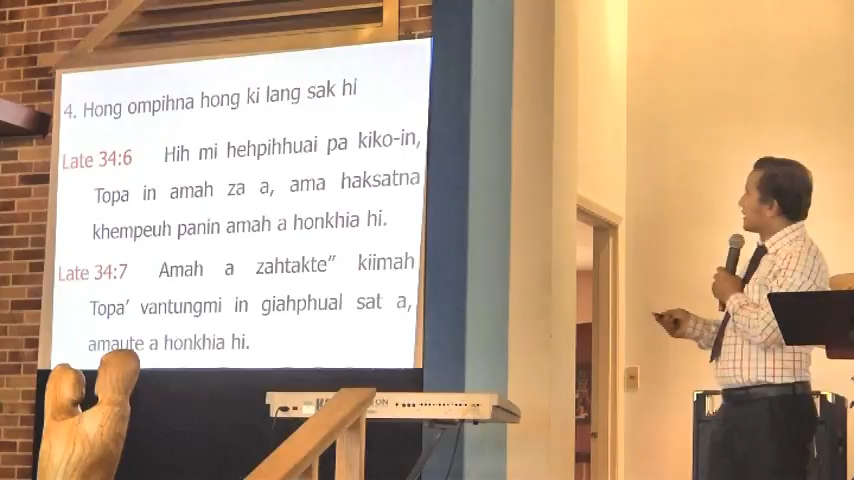 4. Hong ompihna hong ki lang sak hi
Late 34:6 Hih mi hehpihhuai pa kiko-in,
Topa in amah za a, ama haksatna
khempeuh panin amah a honkhia hi.
Late 34:7 Amah a zahtakte" kiimah
Topa' vantungmi in giahphual sat a,
amaute a honkhia hi.